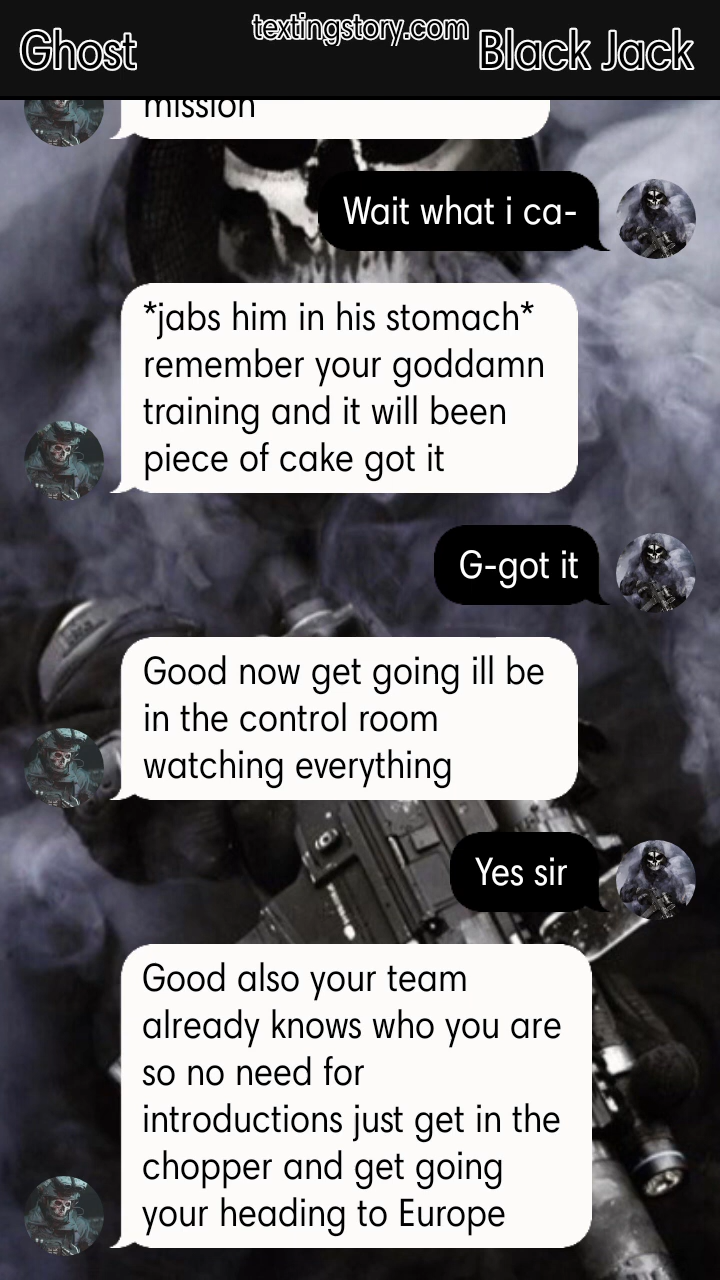 textingstory.com
Ghost
Black Jack
mission
Wait what i ca-
*jabs him in his stomach*
remember your goddamn
training and it will been
piece of cake got it
G-got it
Good now get going ill be
in the control room
watching everything
Yes sir
Good also your team
already knows who you are
so no need for
introductions just get in the
chopper and get going
your heading to Europe